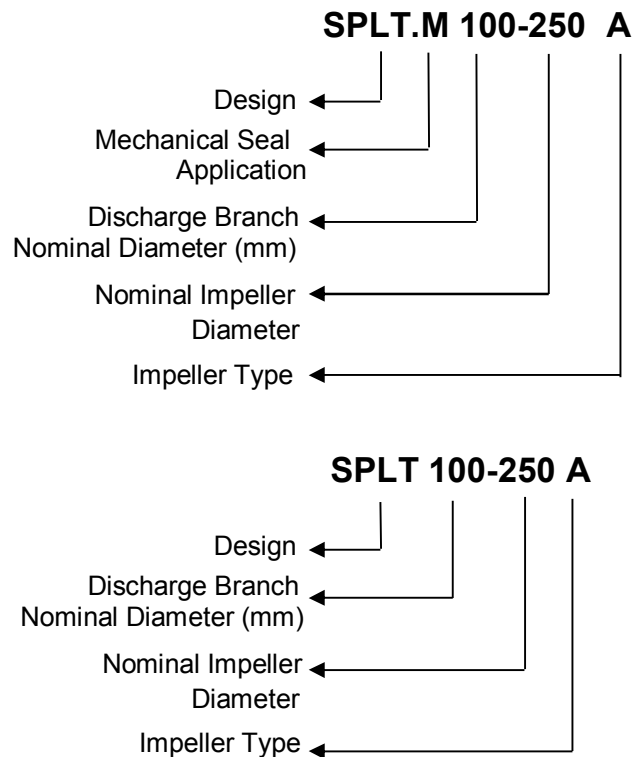 SPLT.M 100-250 A
Design
Mechanical Seal
Application
Discharge Branch
Nominal Diameter (mm)
Nominal Impeller
Diameter
Impeller Type
SPLT 100-250 A
Design
Discharge Branch
Nominal Diameter (mm)
Nominal Impeller
Diameter
Impeller Type